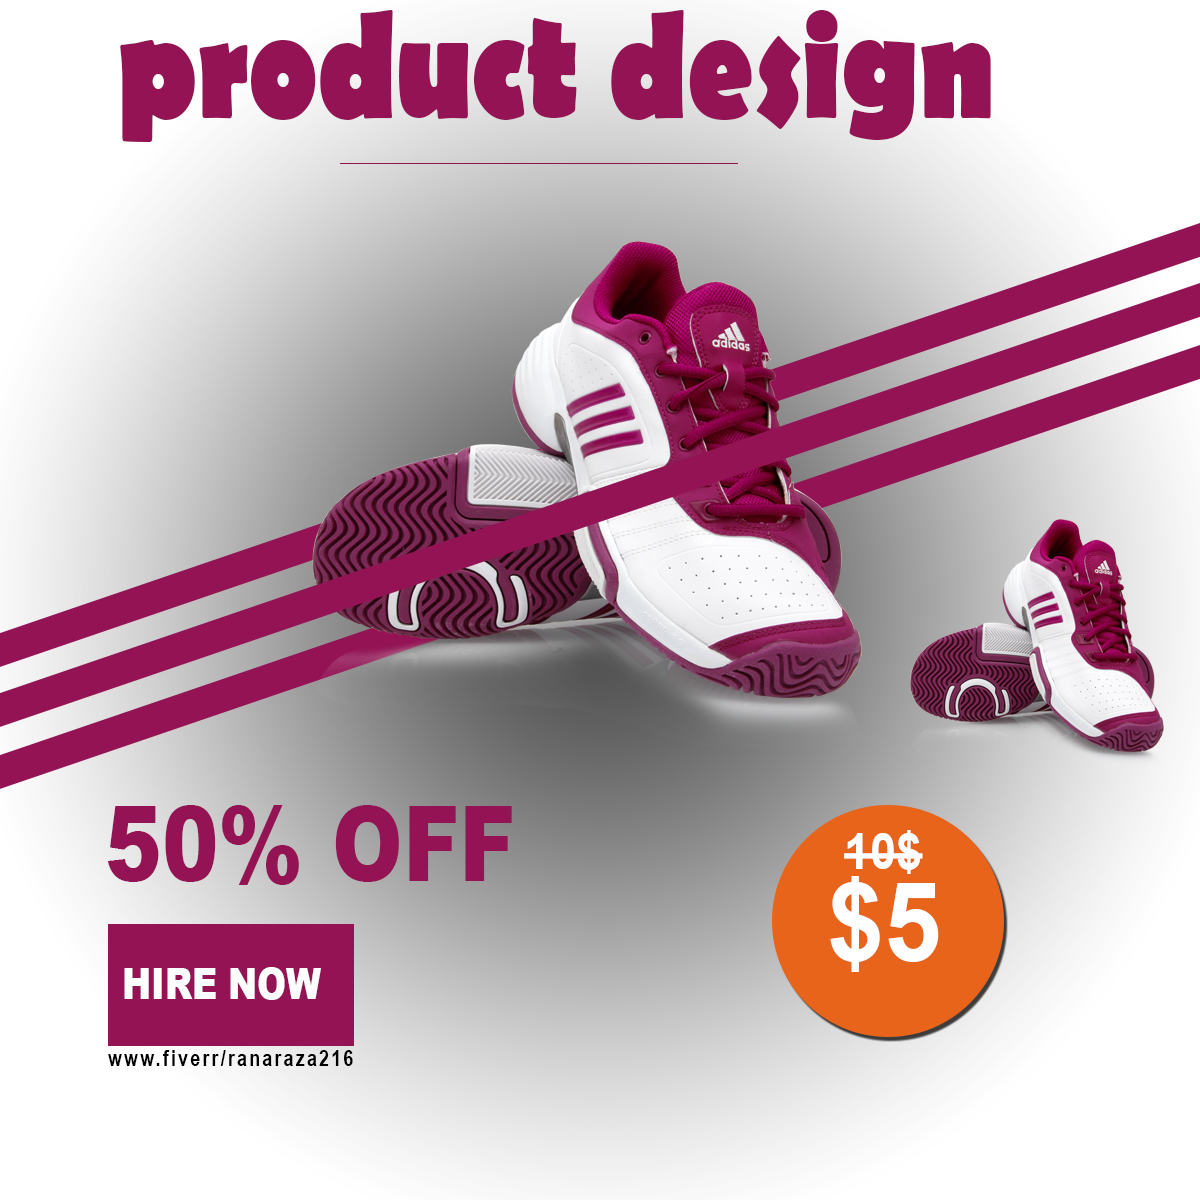 product design
adidas
adidas
50% OFF
10$
$5
HIRE NOW
www.fiverr/ranaraza216